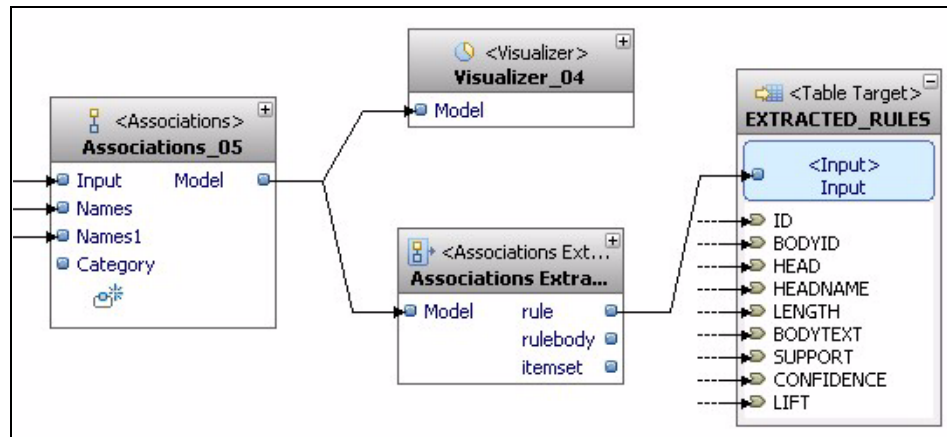 <Associations>
Associations_05
Input Model
Names
Names1
Category
<Visualizer>
Visualizer_04
Model
<Associations Ext...
Associations Extra...
Model rule
rulebody
itemset
<Table Target>
EXTRACTED_RULES
<Input>
Input
ID
BODYID
HEAD
HEADNAME
LENGTH
BODYTEXT
SUPPORT
CONFIDENCE
LIFT